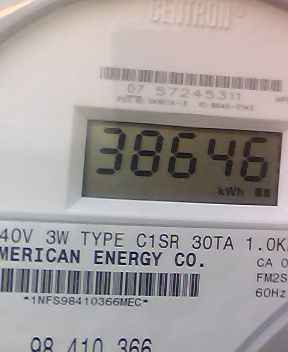 CENTRON®
07 57245311
38646
kWh
40V 3W TYPE C1SR 30TA 1.0K
MERICAN ENERGY CO.
CA 0
FM2S
*1NFS98410366MEC*
60Hz
98 410 366